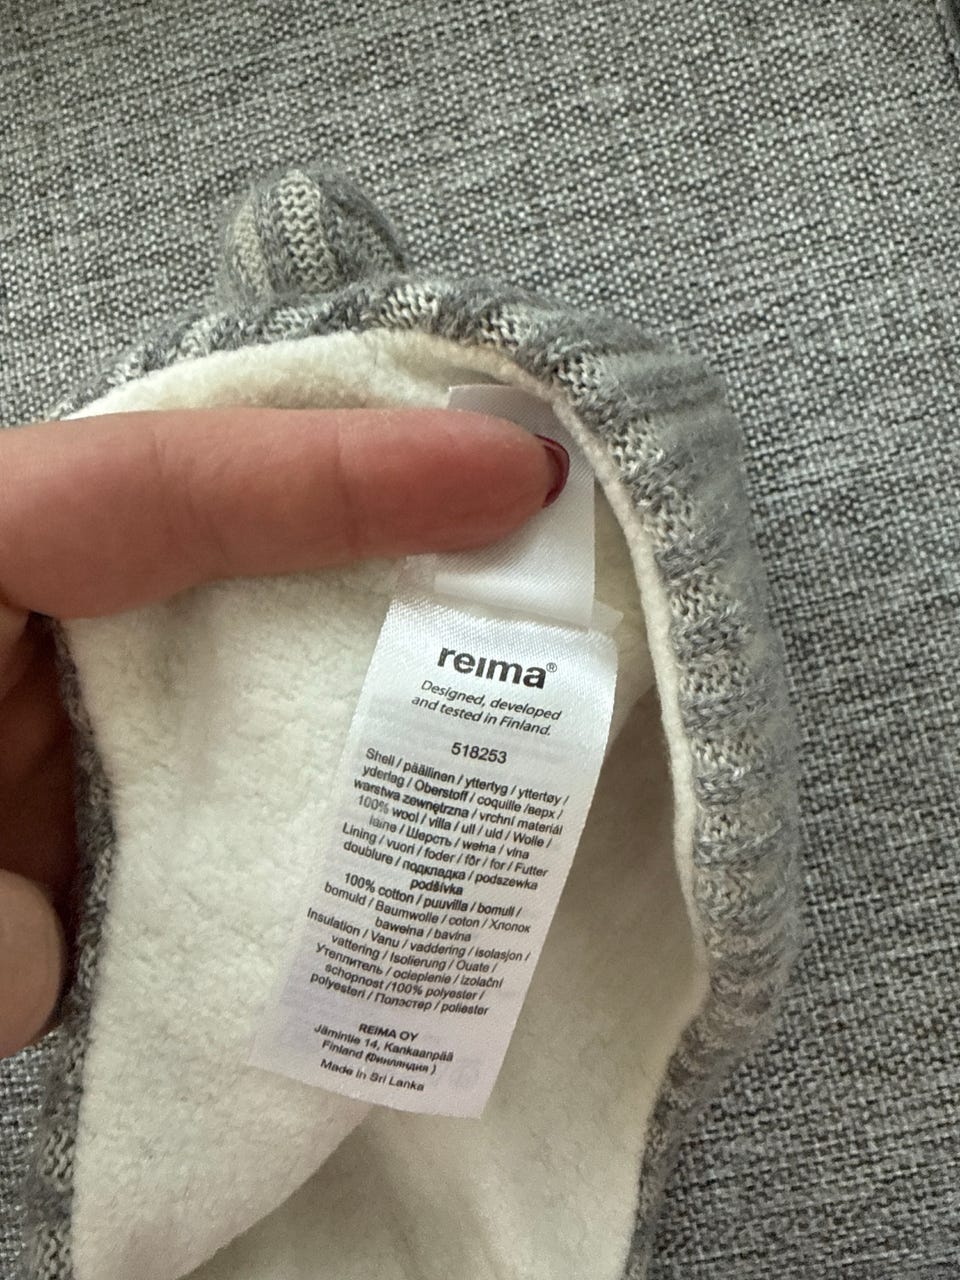 reima®
Designed, developed
and tested in Finland.
518253
Shell / päällinen / yttertyg / yttertøy /
yderlag / Oberstoff / coquille /верх /
warstwa zewnętrzna / vrchní materiál
100% wool / villa / ull / uld / Wolle /
laine / Шерсть / wełna / vlna
Lining / vuori / foder / fôr / for / Futter
doublure / подкладка / podszewka
podšívka
100% cotton / puuvilla / bomull /
bomuld / Baumwolle / coton / Хлопок
bawełna / bavlna
Insulation / Vanu / vaddering / isolasjon /
vattering / Isolierung / Ouate /
Утеплитель / ocieplenie / izolační
schopnost /100% polyester /
polyesteri / Полэстер / poliester
REIMA OY
Jämintie 14, Kankaanpää
Finland (Финляндия )
Made in Sri Lanka